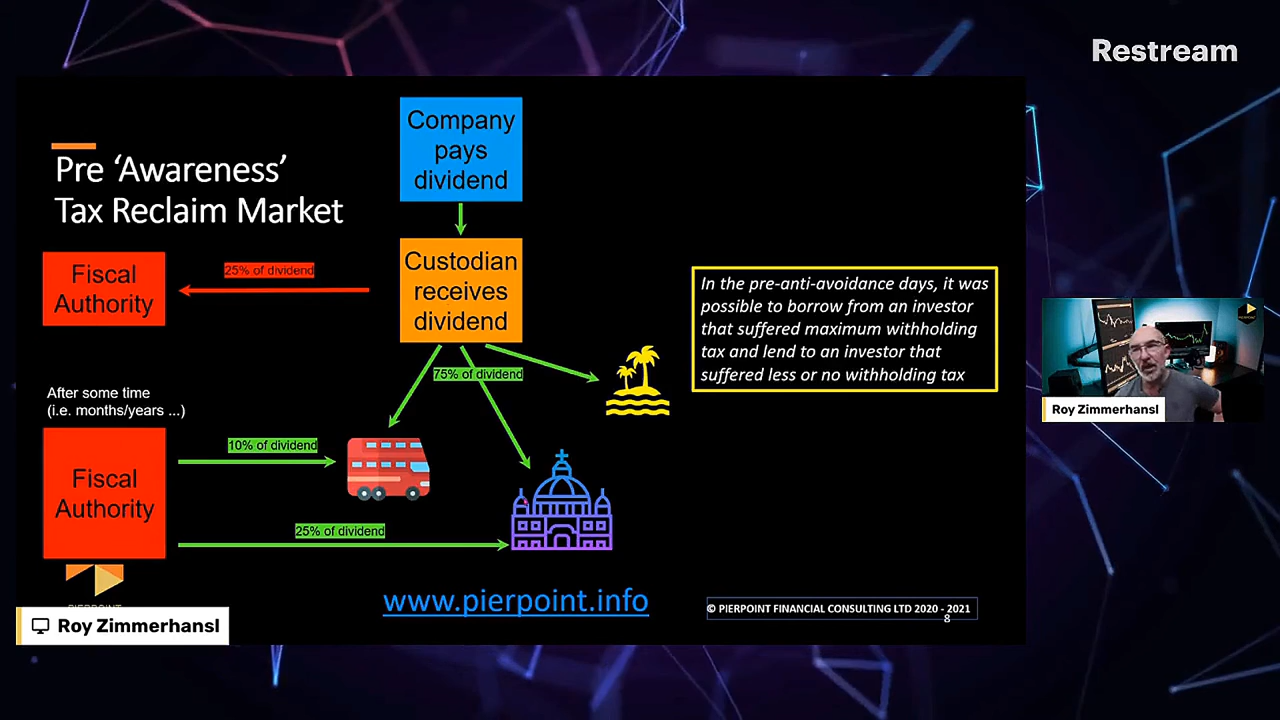 Restream
Pre ‘Awareness’
Tax Reclaim Market
Company
pays
dividend
Custodian
receives
dividend
Fiscal
Authority
25% of dividend
75% of dividend
In the pre-anti-avoidance days, it was
possible to borrow from an investor
that suffered maximum withholding
tax and lend to an investor that
suffered less or no withholding tax
After some time
(i.e. months/years ...)
Fiscal
Authority
10% of dividend
25% of dividend
www.pierpoint.info
© PIERPOINT FINANCIAL CONSULTING LTD 2020 - 2021
8
Roy Zimmerhansl
Roy Zimmerhansl